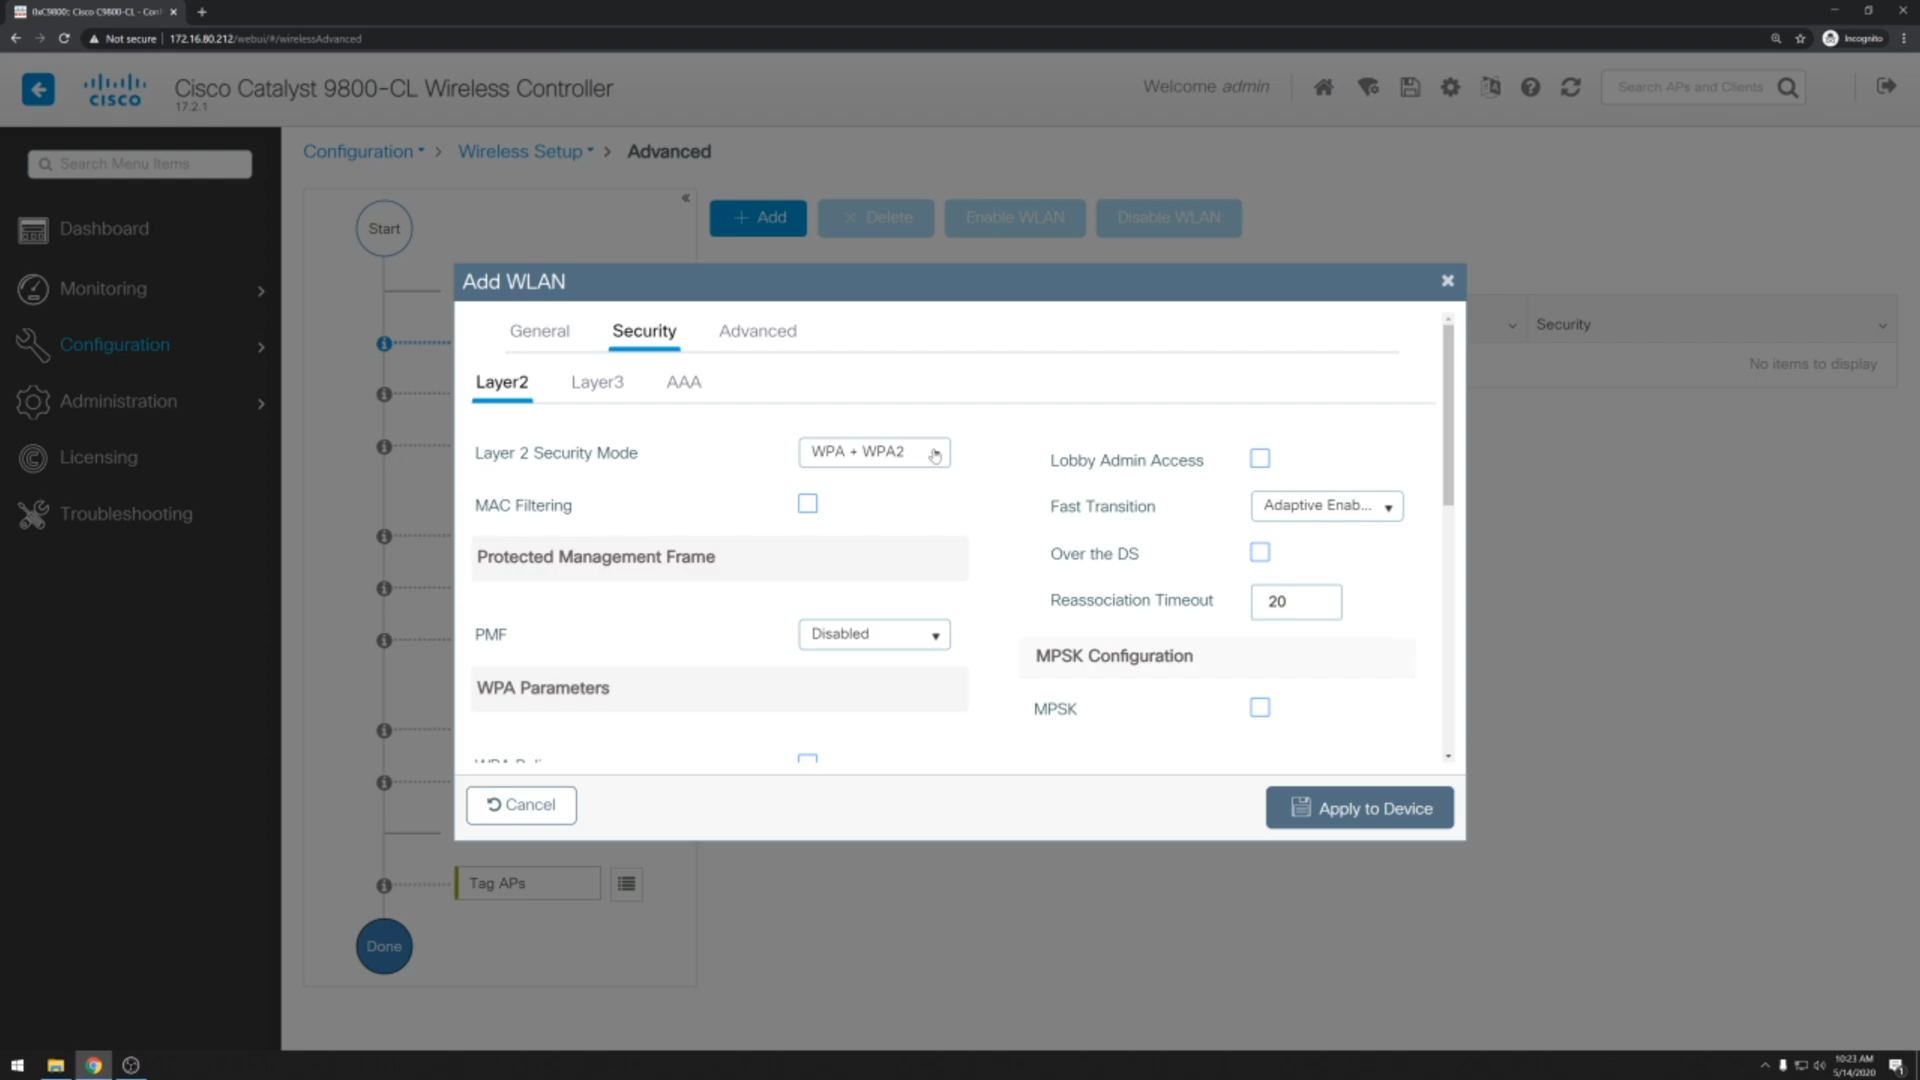 0xC9800: Cisco C9800-CL - Cont
Not secure | 172.16.80.212/webui/#/wirelessAdvanced
Incognito
CISCO
Cisco Catalyst 9800-CL Wireless Controller
17.2.1
Welcome admin
Search APs and Clients
Search Menu Items
Dashboard
Monitoring
Configuration
Administration
Licensing
Troubleshooting
Configuration > Wireless Setup > Advanced
Start
+ Add
× Delete
Enable WLAN
Disable WLAN
Security
No items to display
Add WLAN
General
Security
Advanced
Layer2
Layer3
AAA
Layer 2 Security Mode
WPA + WPA2
MAC Filtering
Protected Management Frame
PMF
Disabled
WPA Parameters
Lobby Admin Access
Fast Transition
Adaptive Enab...
Over the DS
Reassociation Timeout
20
MPSK Configuration
MPSK
Cancel
Apply to Device
Tag APs
Done
10:23 AM
5/14/2020